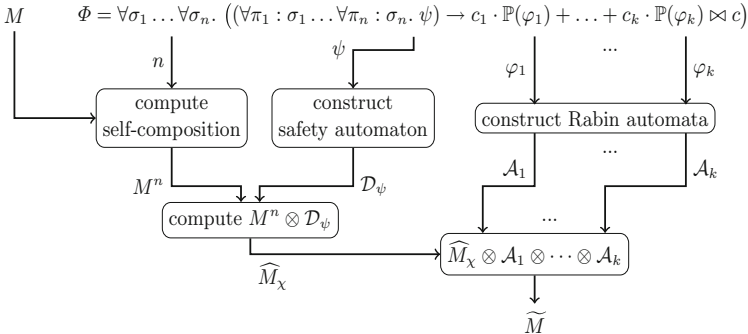 M Φ = ∀σ₁ … ∀σₙ. ((∀π₁ : σ₁ … ∀πₙ : σₙ. ψ) → c₁ · ℙ(φ₁) + … + cₖ · ℙ(φₖ) ⋈ c)
n ψ φ₁ ... φₖ
compute
self-composition
construct
safety automaton
construct Rabin automata
...
Mⁿ 𝒟_ψ 𝒜₁ 𝒜ₖ
compute Mⁿ ⊗ 𝒟_ψ
...
M̂_χ
M̂_χ ⊗ 𝒜₁ ⊗ ⋯ ⊗ 𝒜ₖ
M̃